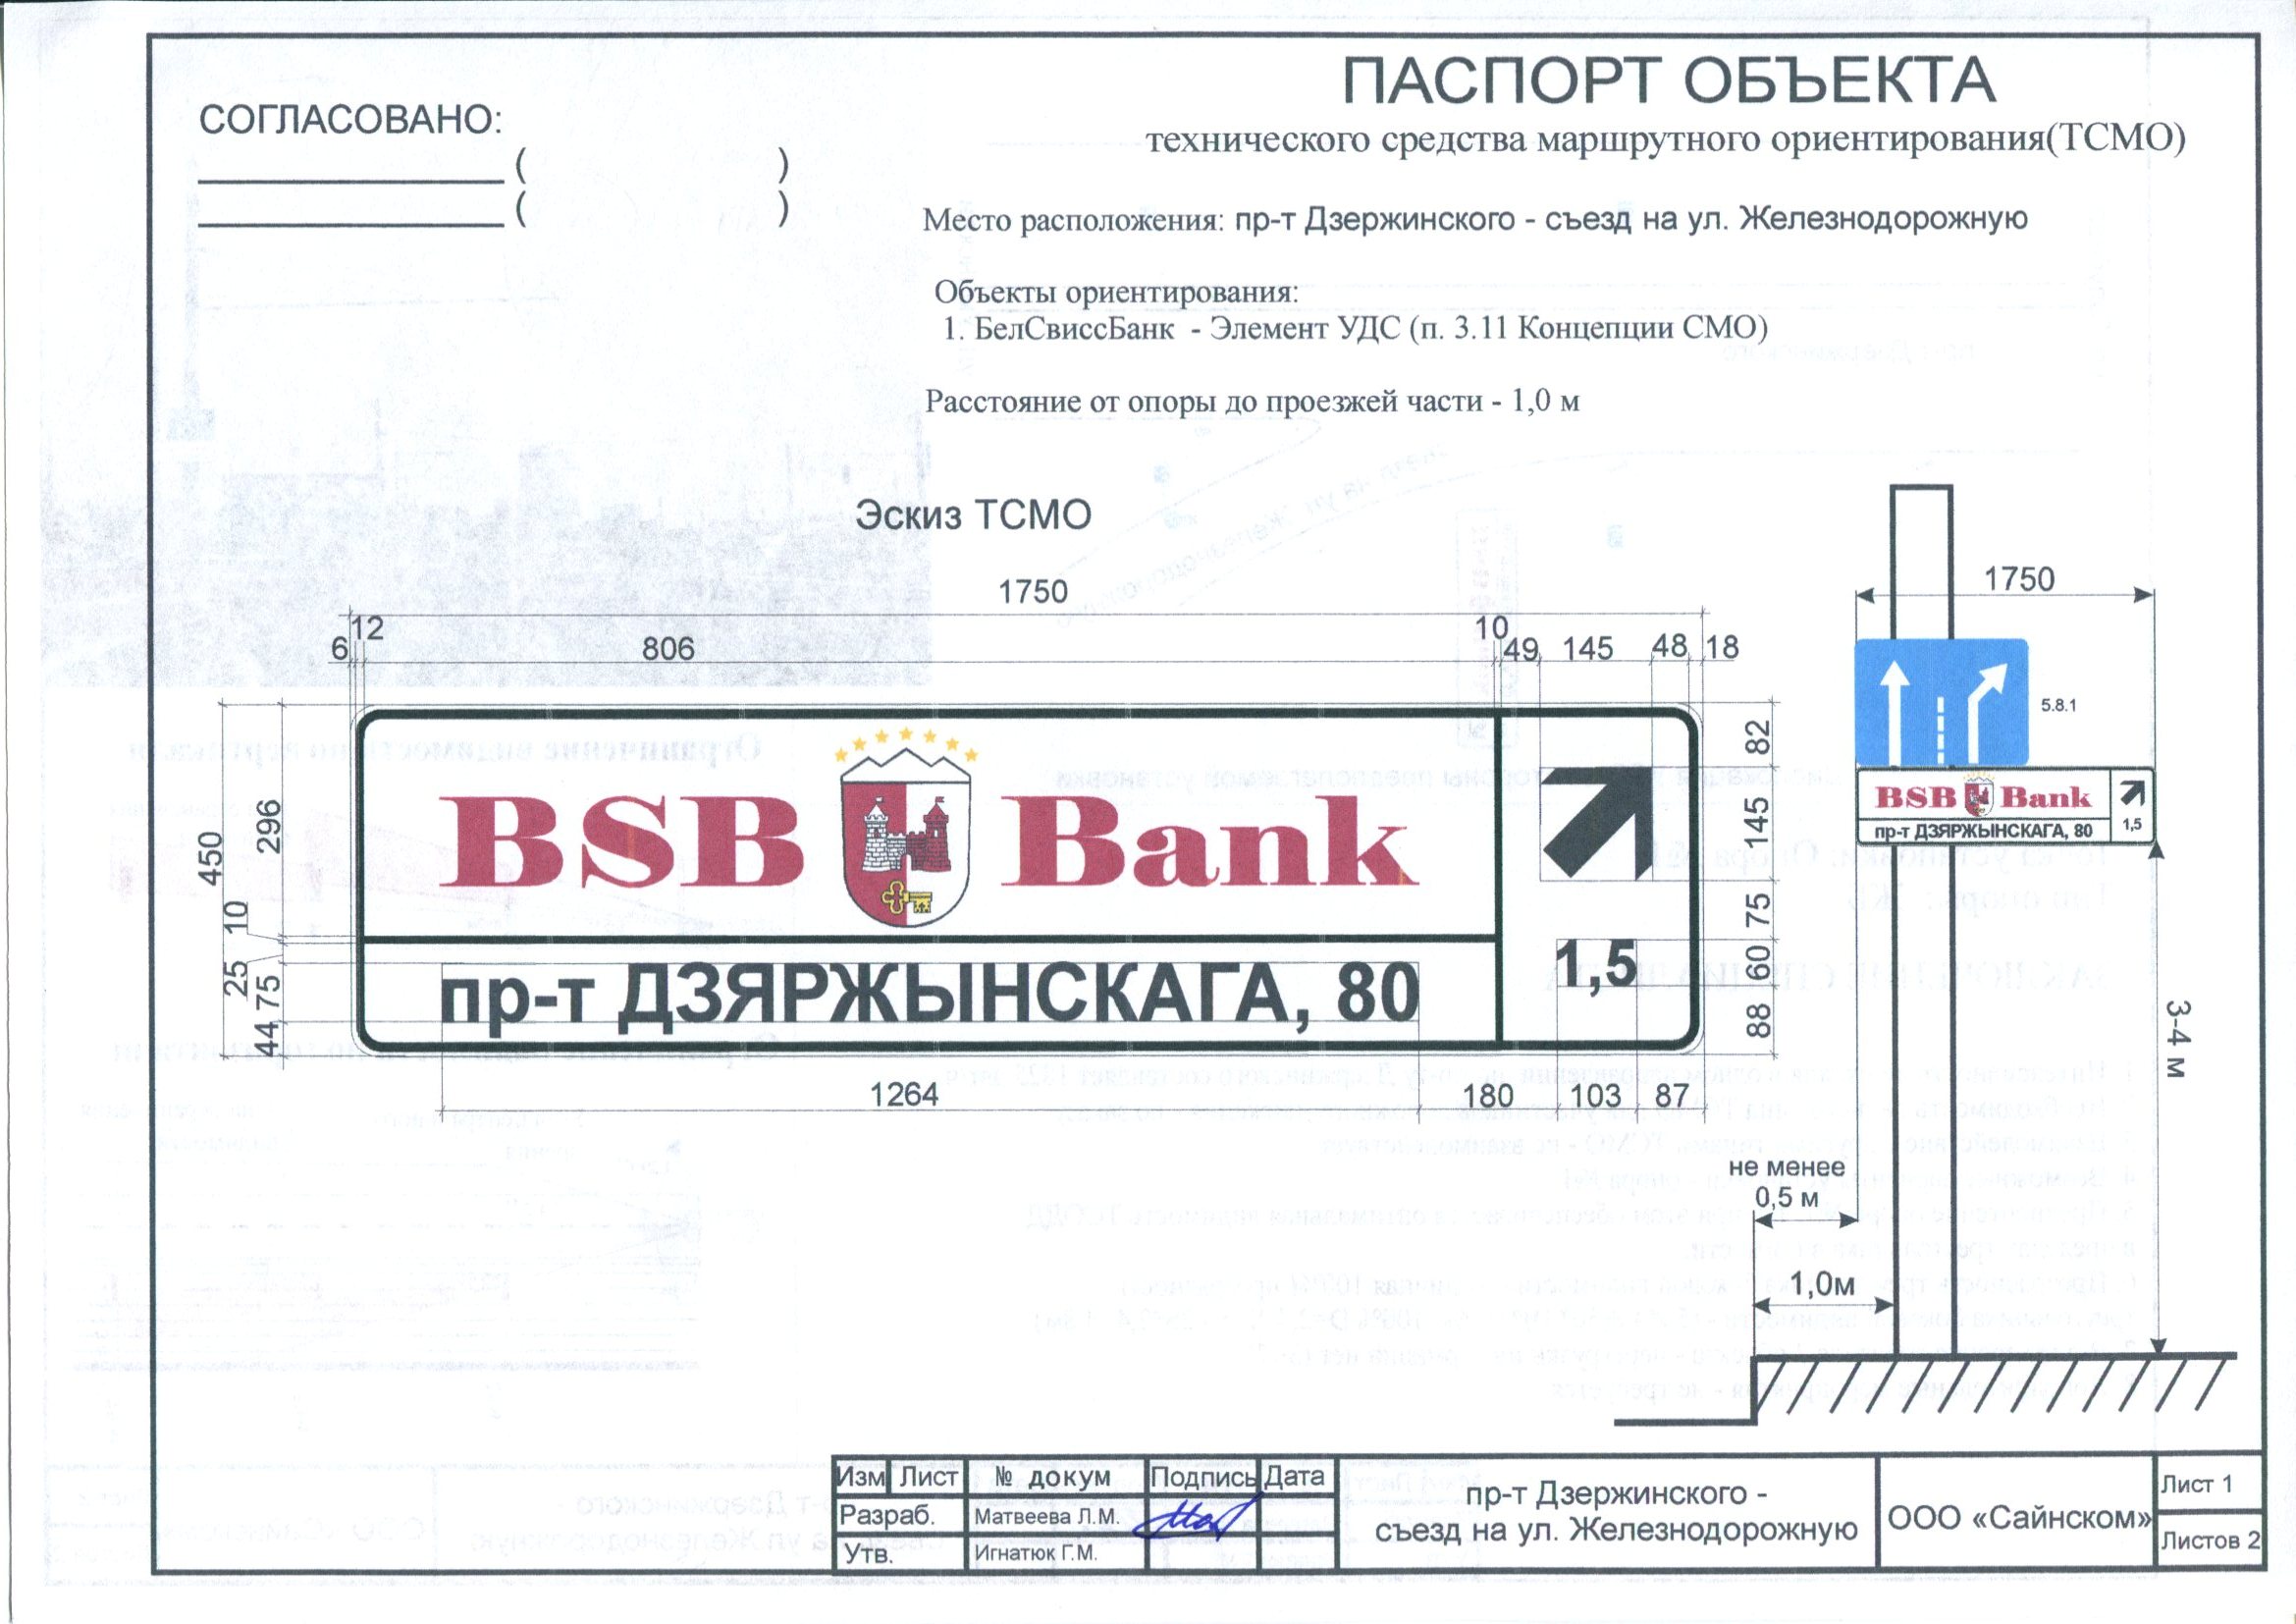 СОГЛАСОВАНО:
( )
( )
ПАСПОРТ ОБЪЕКТА
технического средства маршрутного ориентирования(ТСМО)
Место расположения: пр-т Дзержинского - съезд на ул. Железнодорожную
Объекты ориентирования:
1. БелСвиссБанк - Элемент УДС (п. 3.11 Концепции СМО)
Расстояние от опоры до проезжей части - 1,0 м
Эскиз ТСМО
1750
6 12 806 10 49 145 48 18
450 296 10 25 75 44
BSB Bank
пр-т ДЗЯРЖЫНСКАГА, 80
1,5
82 145 75 60 88
1264 180 103 87
1750
5.8.1
BSB Bank
пр-т ДЗЯРЖЫНСКАГА, 80
1,5
3-4 м
не менее
0,5 м
1,0м
Изм Лист № докум Подпись Дата
Разраб. Матвеева Л.М.
Утв. Игнатюк Г.М.
пр-т Дзержинского -
съезд на ул. Железнодорожную
ООО «Сайнском»
Лист 1
Листов 2